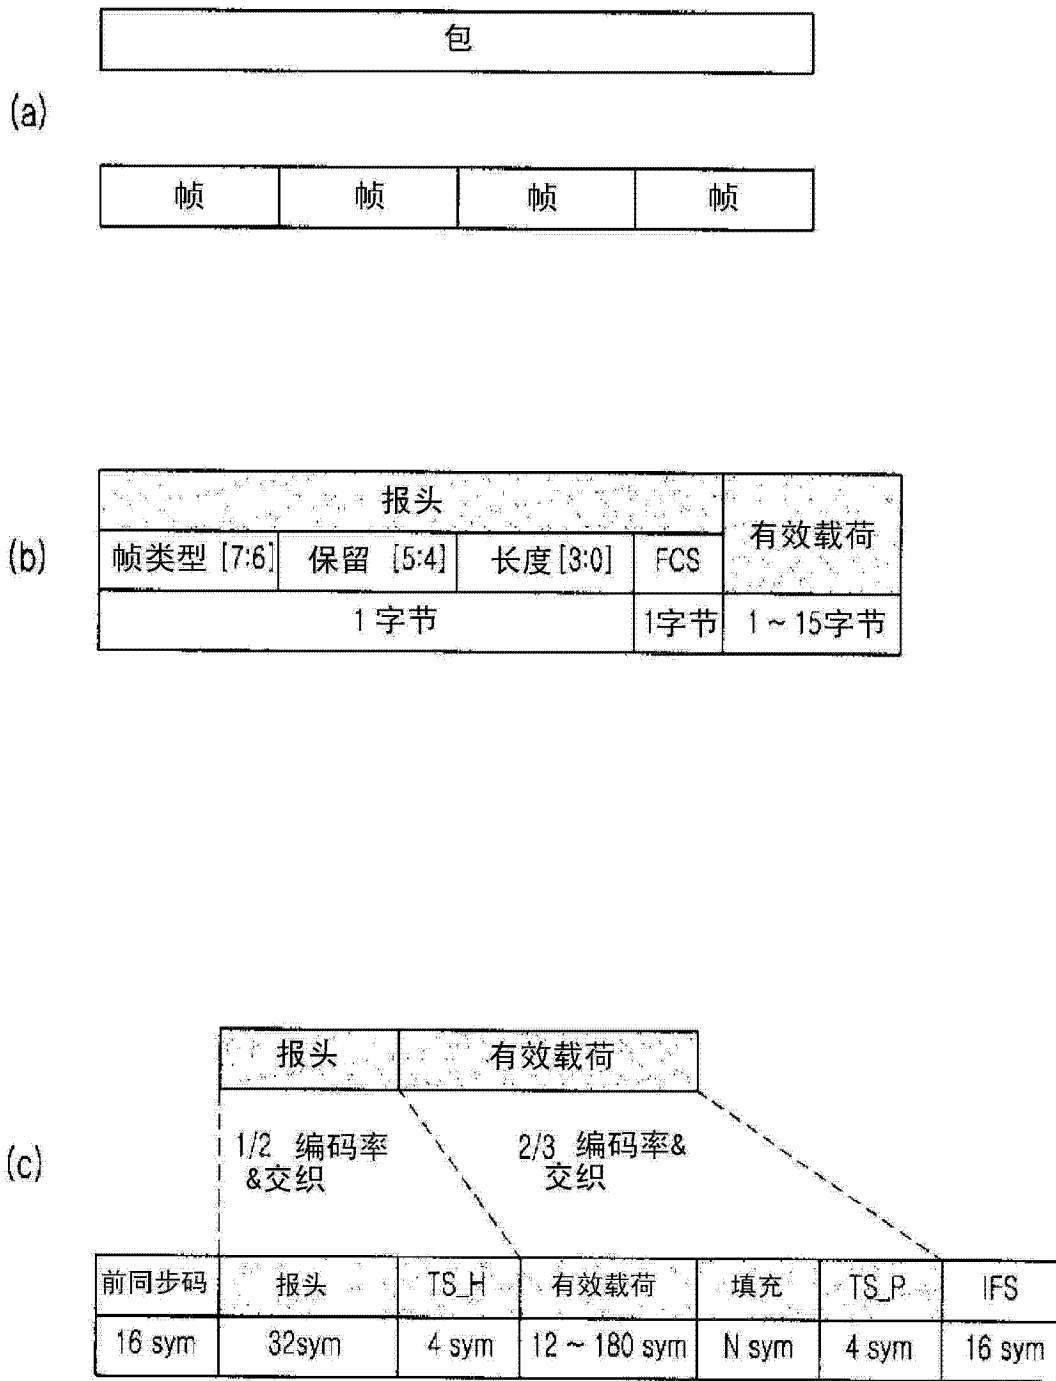 包
(a)
帧 帧 帧 帧
报头
有效载荷
(b)
帧类型 [7:6] 保留 [5:4] 长度[3:0] FCS
1 字节 1字节 1 ~ 15字节
报头 有效载荷
(c)
1/2 编码率 2/3 编码率&
&交织 交织
前同步码 报头 TS_H 有效载荷 填充 TS_P IFS
16 sym 32sym 4 sym 12 ~ 180 sym N sym 4 sym 16 sym